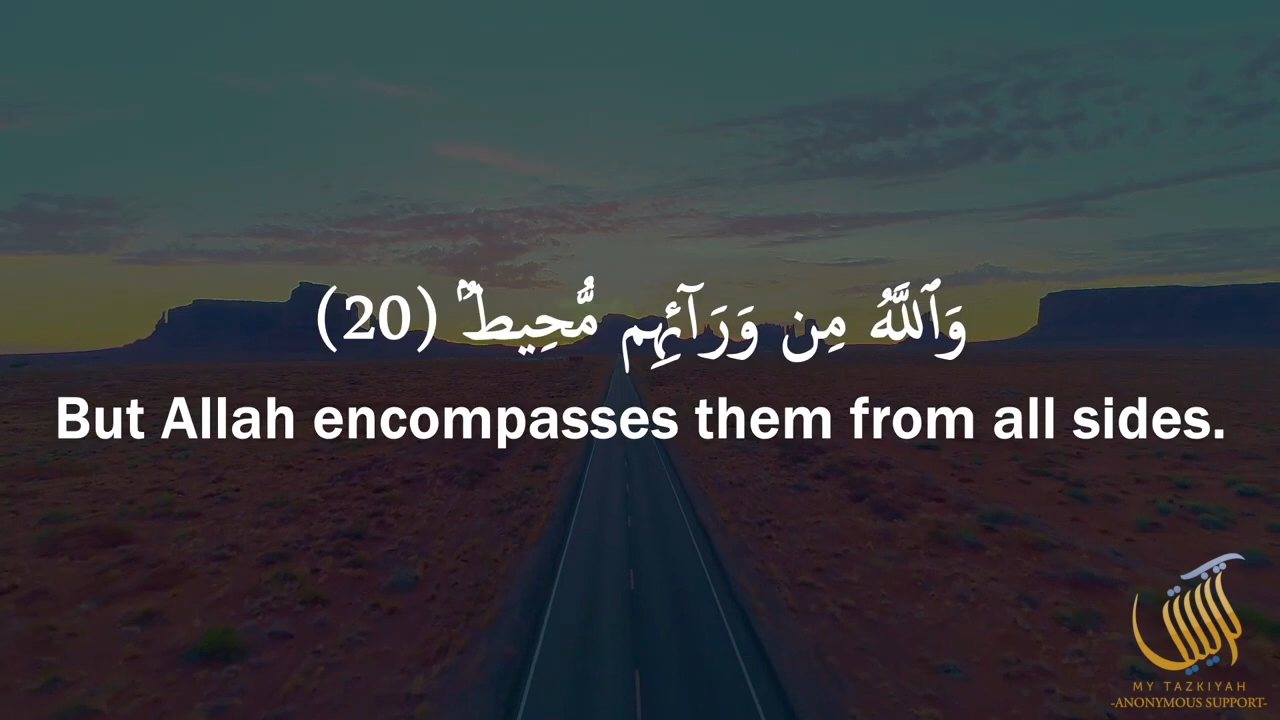 وَٱللَّهُ مِن وَرَآئِهِم مُّحِيطٌۢ (20)
But Allah encompasses them from all sides.
MY TAZKIYAH
-ANONYMOUS SUPPORT-